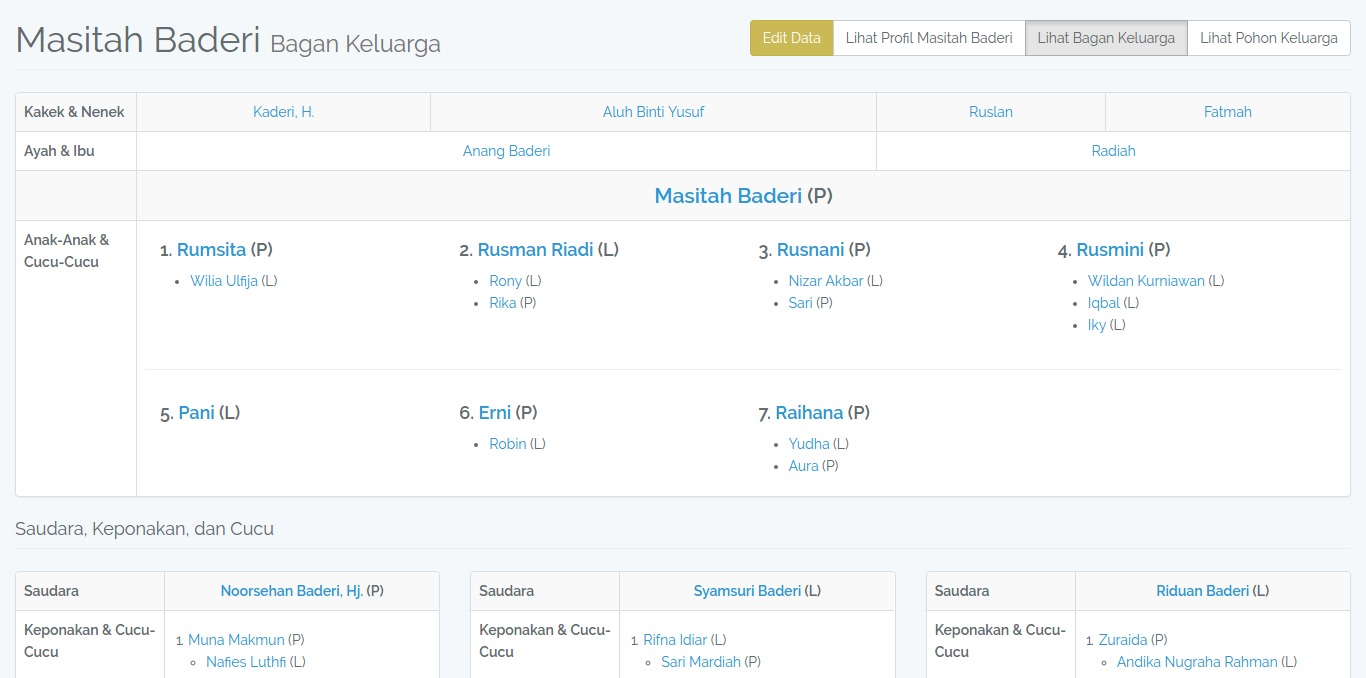 Masitah Baderi Bagan Keluarga
Edit Data Lihat Profil Masitah Baderi Lihat Bagan Keluarga Lihat Pohon Keluarga
Kakek & Nenek Kaderi, H. Aluh Binti Yusuf Ruslan Fatmah
Ayah & Ibu Anang Baderi Radiah
Masitah Baderi (P)
Anak-Anak &
Cucu-Cucu
1. Rumsita (P)
• Wilia Ulfija (L)
2. Rusman Riadi (L)
• Rony (L)
• Rika (P)
3. Rusnani (P)
• Nizar Akbar (L)
• Sari (P)
4. Rusmini (P)
• Wildan Kurniawan (L)
• Iqbal (L)
• Iky (L)
5. Pani (L)
6. Erni (P)
• Robin (L)
7. Raihana (P)
• Yudha (L)
• Aura (P)
Saudara, Keponakan, dan Cucu
Saudara Noorsehan Baderi, Hj. (P)
Keponakan & Cucu-
Cucu
1. Muna Makmun (P)
◦ Nafies Luthfi (L)
Saudara Syamsuri Baderi (L)
Keponakan & Cucu-
Cucu
1. Rifna Idiar (L)
◦ Sari Mardiah (P)
Saudara Riduan Baderi (L)
Keponakan & Cucu-
Cucu
1. Zuraida (P)
◦ Andika Nugraha Rahman (L)